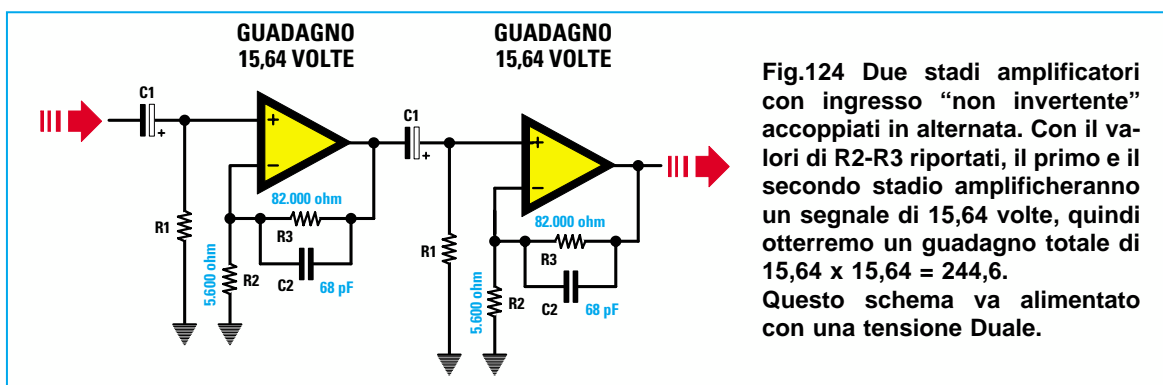 GUADAGNO
15,64 VOLTE
GUADAGNO
15,64 VOLTE
C1
+
+
−
R1
82.000 ohm
R3
5.600 ohm
R2
C2
68 pF
C1
+
+
−
R1
82.000 ohm
R3
5.600 ohm
R2
C2
68 pF
Fig.124 Due stadi amplificatori
con ingresso “non invertente”
accoppiati in alternata. Con il va-
lori di R2-R3 riportati, il primo e il
secondo stadio amplificheranno
un segnale di 15,64 volte, quindi
otterremo un guadagno totale di
15,64 x 15,64 = 244,6.
Questo schema va alimentato
con una tensione Duale.